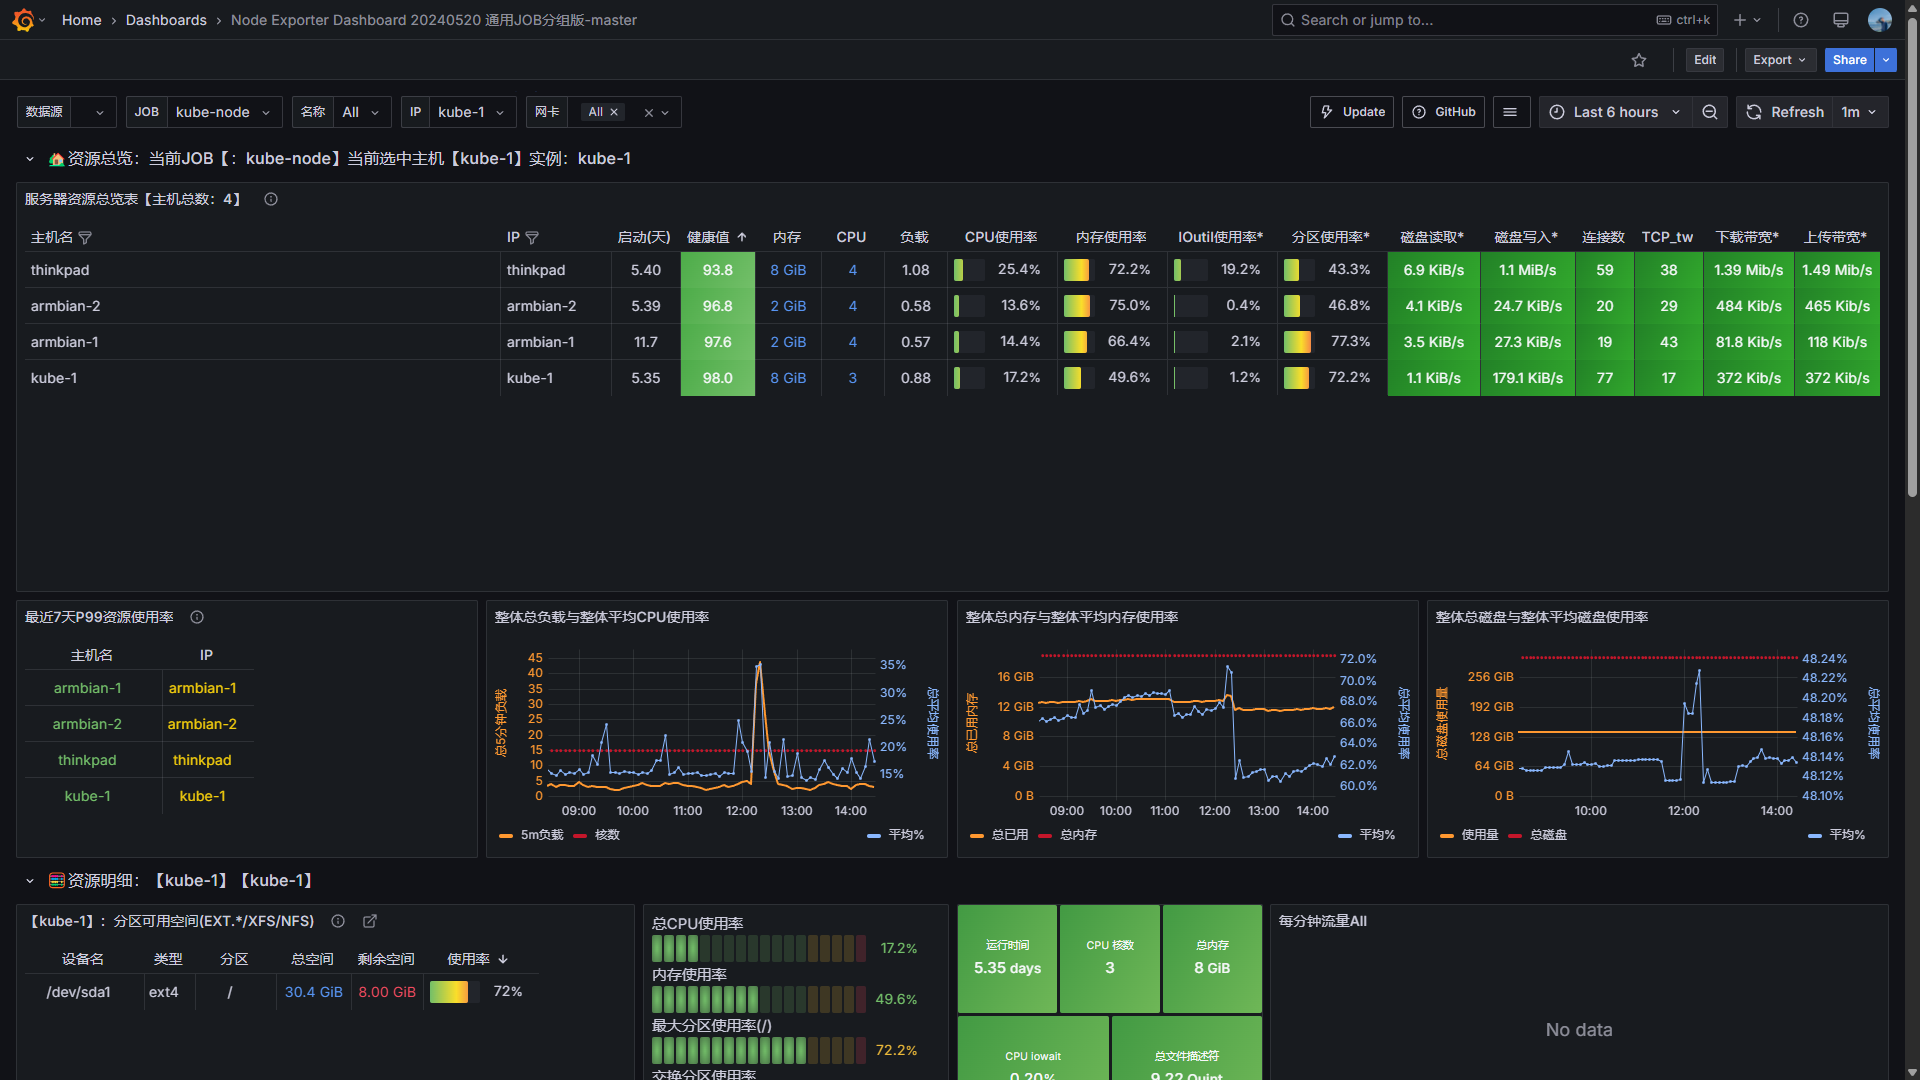 Home › Dashboards › Node Exporter Dashboard 20240520 通用JOB分组版-master
Search or jump to...
ctrl+k
Edit
Export
Share
数据源
JOB kube-node
名称 All
IP kube-1
网卡 All
Update
GitHub
Last 6 hours
Refresh 1m
资源总览：当前JOB【：kube-node】当前选中主机【kube-1】实例：kube-1
服务器资源总览表【主机总数：4】
主机名 IP 启动(天) 健康值 内存 CPU 负载 CPU使用率 内存使用率 IOutil使用率* 分区使用率* 磁盘读取* 磁盘写入* 连接数 TCP_tw 下载带宽* 上传带宽*
thinkpad thinkpad 5.40 93.8 8 GiB 4 1.08 25.4% 72.2% 19.2% 43.3% 6.9 KiB/s 1.1 MiB/s 59 38 1.39 Mib/s 1.49 Mib/s
armbian-2 armbian-2 5.39 96.8 2 GiB 4 0.58 13.6% 75.0% 0.4% 46.8% 4.1 KiB/s 24.7 KiB/s 20 29 484 Kib/s 465 Kib/s
armbian-1 armbian-1 11.7 97.6 2 GiB 4 0.57 14.4% 66.4% 2.1% 77.3% 3.5 KiB/s 27.3 KiB/s 19 43 81.8 Kib/s 118 Kib/s
kube-1 kube-1 5.35 98.0 8 GiB 3 0.88 17.2% 49.6% 1.2% 72.2% 1.1 KiB/s 179.1 KiB/s 77 17 372 Kib/s 372 Kib/s
最近7天P99资源使用率
主机名 IP
armbian-1 armbian-1
armbian-2 armbian-2
thinkpad thinkpad
kube-1 kube-1
整体总负载与整体平均CPU使用率
总5分钟负载
45
40
35
30
25
20
15
10
5
0
35%
30%
25%
20%
15%
总平均使用率
09:00 10:00 11:00 12:00 13:00 14:00
5m负载 核数 平均%
整体总内存与整体平均内存使用率
总已用内存
16 GiB
12 GiB
8 GiB
4 GiB
0 B
72.0%
70.0%
68.0%
66.0%
64.0%
62.0%
60.0%
总平均使用率
09:00 10:00 11:00 12:00 13:00 14:00
总已用 总内存 平均%
整体总磁盘与整体平均磁盘使用率
总磁盘使用量
256 GiB
192 GiB
128 GiB
64 GiB
0 B
48.24%
48.22%
48.20%
48.18%
48.16%
48.14%
48.12%
48.10%
总平均使用率
10:00 12:00 14:00
使用量 总磁盘 平均%
资源明细：【kube-1】【kube-1】
【kube-1】：分区可用空间(EXT.*/XFS/NFS)
设备名 类型 分区 总空间 剩余空间 使用率
/dev/sda1 ext4 / 30.4 GiB 8.00 GiB 72%
总CPU使用率
17.2%
内存使用率
49.6%
最大分区使用率(/)
72.2%
交换分区使用率
运行时间
5.35 days
CPU 核数
3
总内存
8 GiB
CPU iowait
0.20%
总文件描述符
9.22 Quint
每分钟流量All
No data